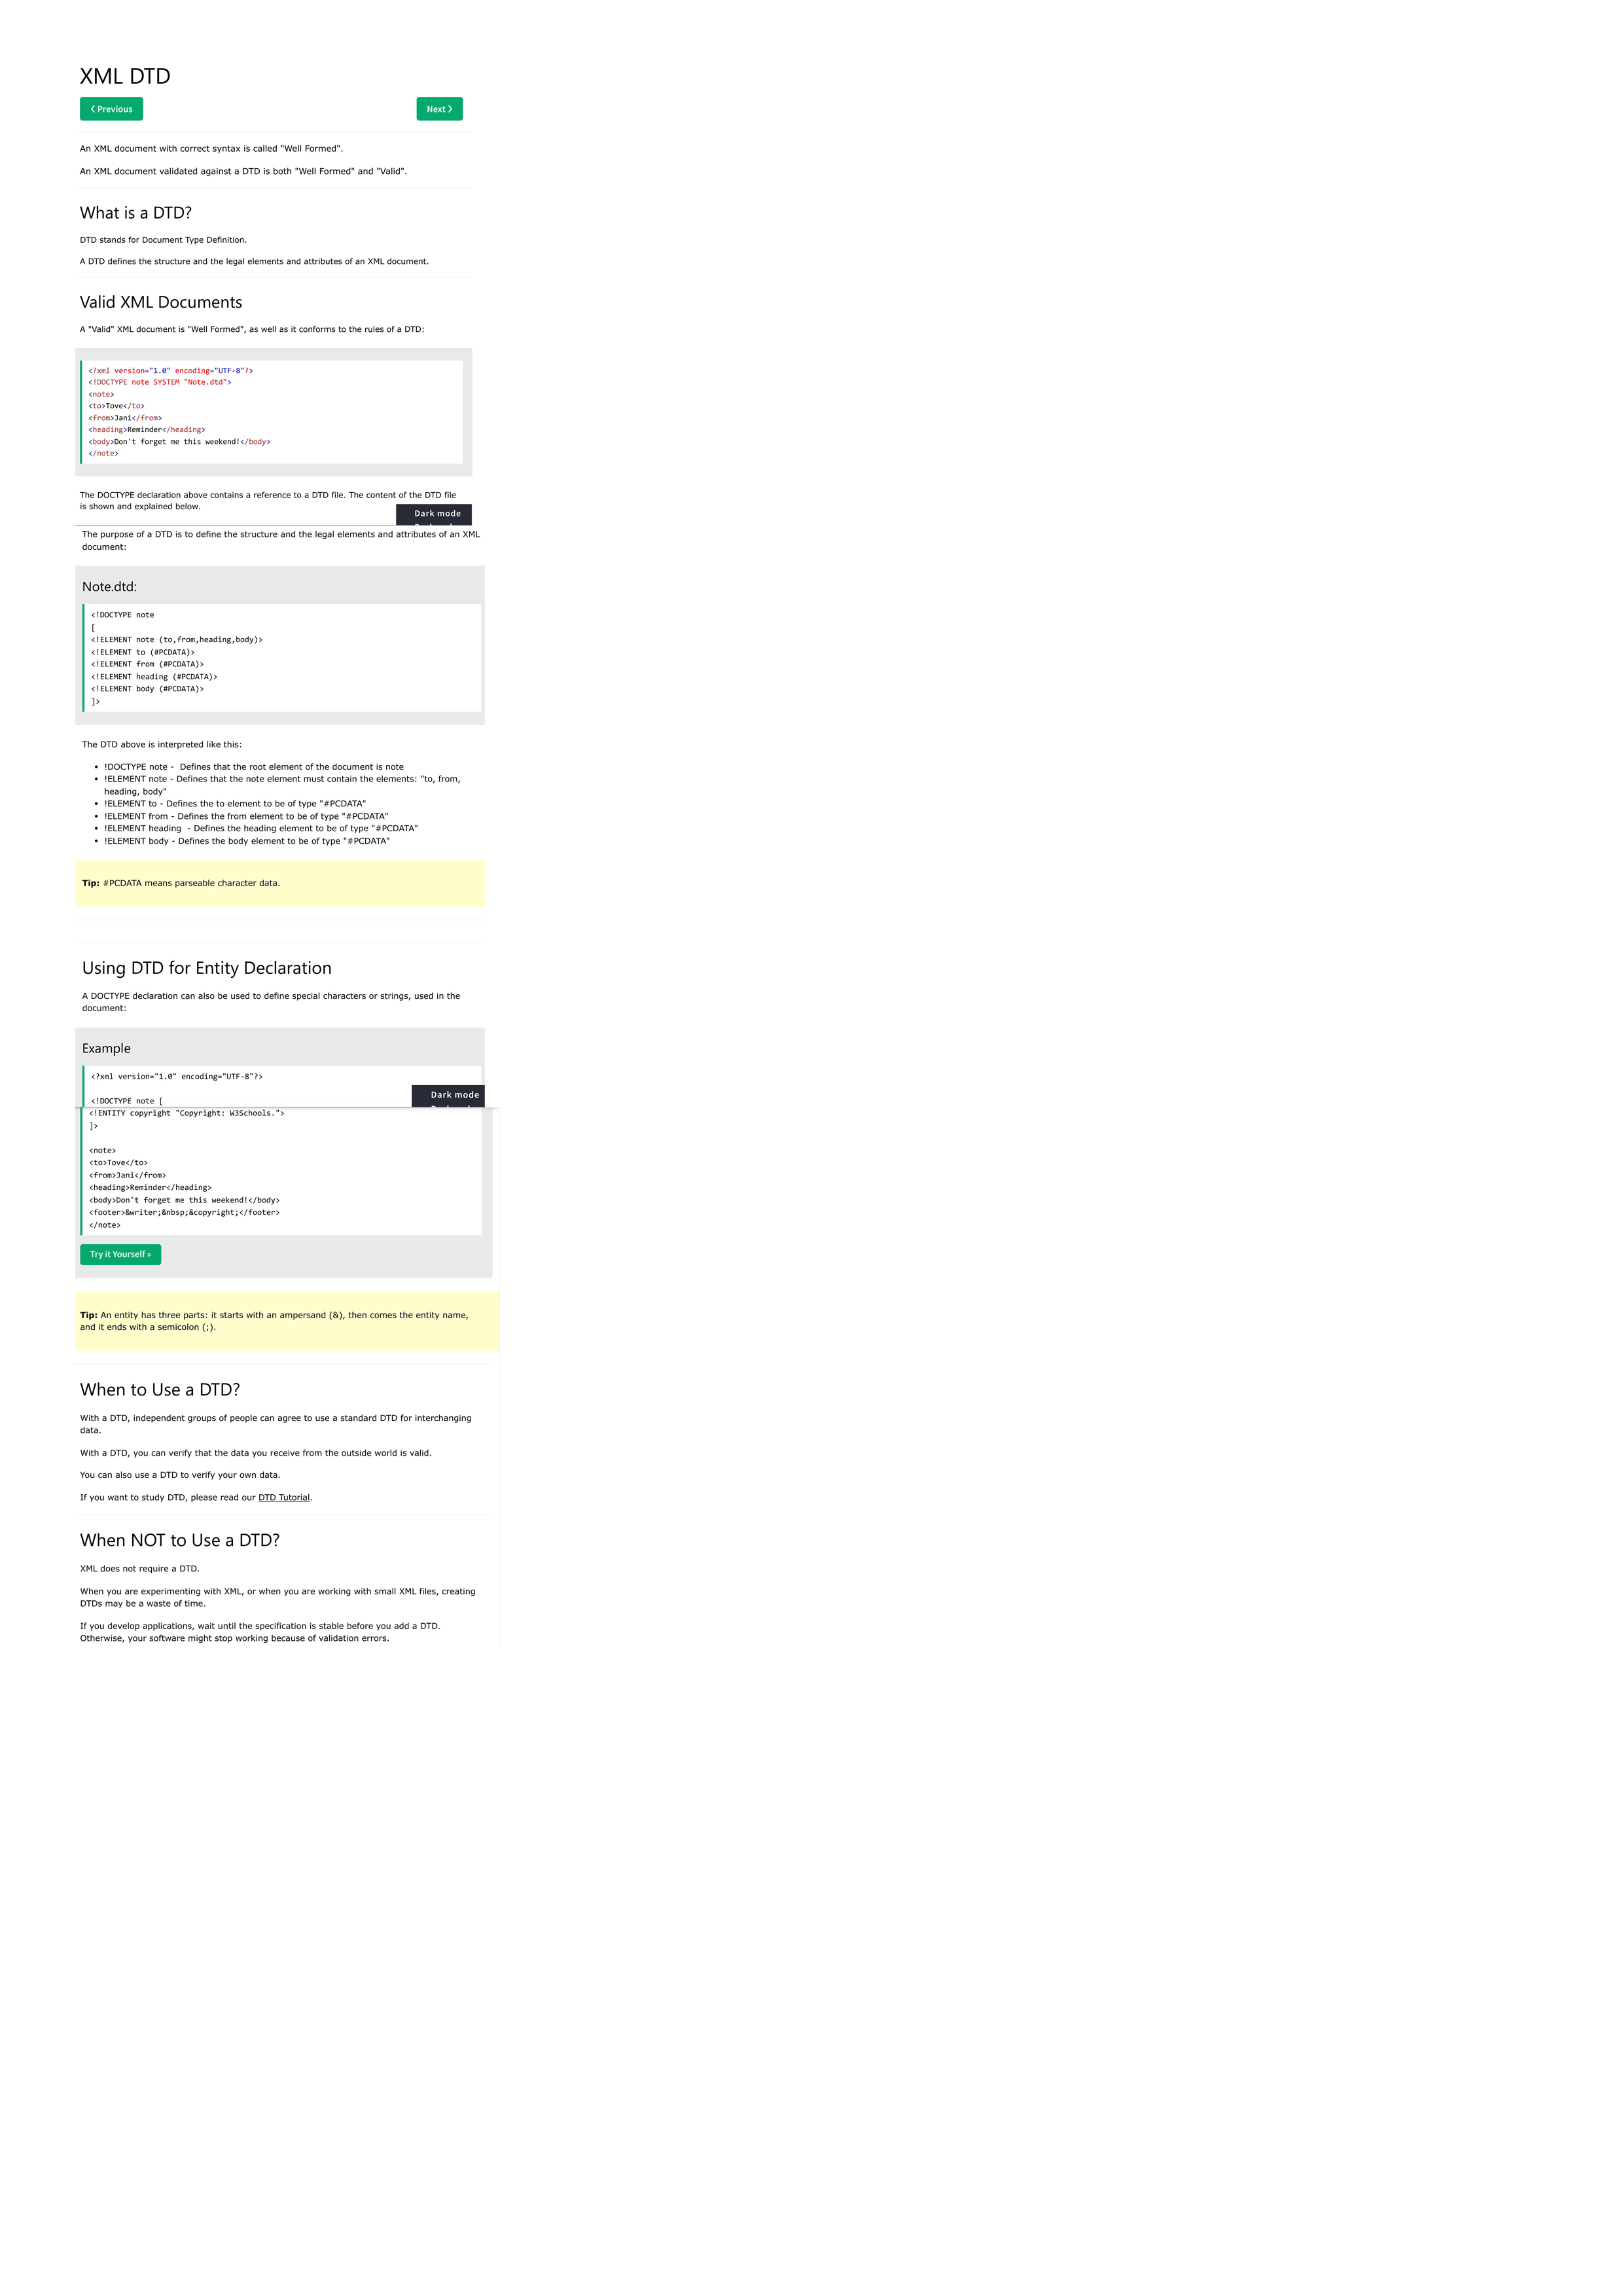 XML DTD
❮ Previous
Next ❯
An XML document with correct syntax is called "Well Formed".
An XML document validated against a DTD is both "Well Formed" and "Valid".
What is a DTD?
DTD stands for Document Type Definition.
A DTD defines the structure and the legal elements and attributes of an XML document.
Valid XML Documents
A "Valid" XML document is "Well Formed", as well as it conforms to the rules of a DTD:
<?xml version="1.0" encoding="UTF-8"?>
<!DOCTYPE note SYSTEM "Note.dtd">
<note>
<to>Tove</to>
<from>Jani</from>
<heading>Reminder</heading>
<body>Don't forget me this weekend!</body>
</note>
The DOCTYPE declaration above contains a reference to a DTD file. The content of the DTD file
is shown and explained below.
Dark mode
The purpose of a DTD is to define the structure and the legal elements and attributes of an XML
document:
Note.dtd:
<!DOCTYPE note
[
<!ELEMENT note (to,from,heading,body)>
<!ELEMENT to (#PCDATA)>
<!ELEMENT from (#PCDATA)>
<!ELEMENT heading (#PCDATA)>
<!ELEMENT body (#PCDATA)>
]>
The DTD above is interpreted like this:
• !DOCTYPE note -  Defines that the root element of the document is note
• !ELEMENT note - Defines that the note element must contain the elements: "to, from,
heading, body"
• !ELEMENT to - Defines the to element to be of type "#PCDATA"
• !ELEMENT from - Defines the from element to be of type "#PCDATA"
• !ELEMENT heading  - Defines the heading element to be of type "#PCDATA"
• !ELEMENT body - Defines the body element to be of type "#PCDATA"
Tip: #PCDATA means parseable character data.
Using DTD for Entity Declaration
A DOCTYPE declaration can also be used to define special characters or strings, used in the
document:
Example
<?xml version="1.0" encoding="UTF-8"?>
Dark mode
<!DOCTYPE note [
<!ENTITY copyright "Copyright: W3Schools.">
]>
<note>
<to>Tove</to>
<from>Jani</from>
<heading>Reminder</heading>
<body>Don't forget me this weekend!</body>
<footer>&writer;&nbsp;&copyright;</footer>
</note>
Try it Yourself »
Tip: An entity has three parts: it starts with an ampersand (&), then comes the entity name,
and it ends with a semicolon (;).
When to Use a DTD?
With a DTD, independent groups of people can agree to use a standard DTD for interchanging
data.
With a DTD, you can verify that the data you receive from the outside world is valid.
You can also use a DTD to verify your own data.
If you want to study DTD, please read our DTD Tutorial.
When NOT to Use a DTD?
XML does not require a DTD.
When you are experimenting with XML, or when you are working with small XML files, creating
DTDs may be a waste of time.
If you develop applications, wait until the specification is stable before you add a DTD.
Otherwise, your software might stop working because of validation errors.